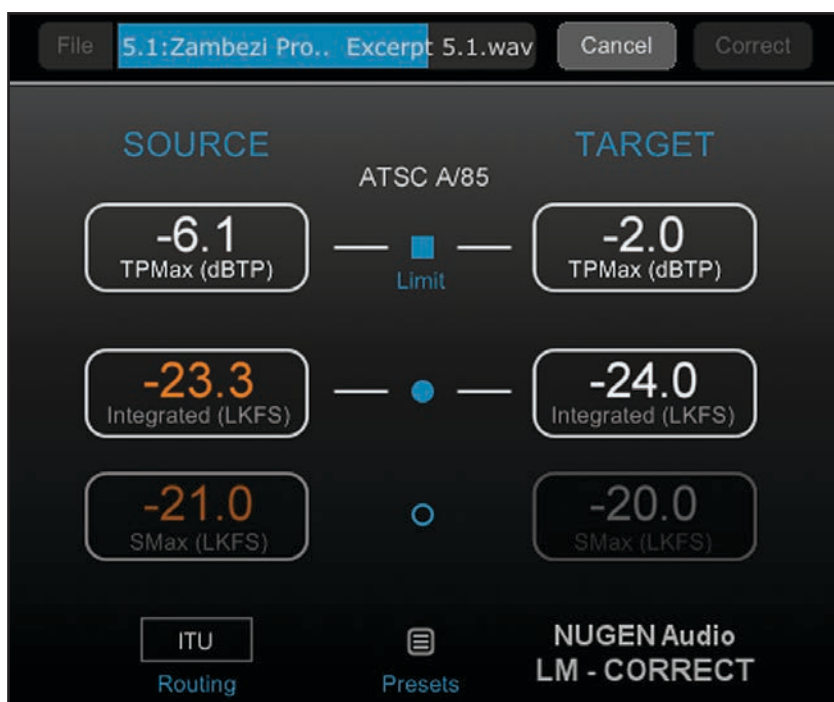 File 5.1:Zambezi Pro.. Excerpt 5.1.wav Cancel Correct
SOURCE TARGET
ATSC A/85
-6.1 -2.0
TPMax (dBTP) TPMax (dBTP)
Limit
-23.3 -24.0
Integrated (LKFS) Integrated (LKFS)
-21.0 -20.0
SMax (LKFS) SMax (LKFS)
ITU NUGEN Audio
Routing Presets LM - CORRECT